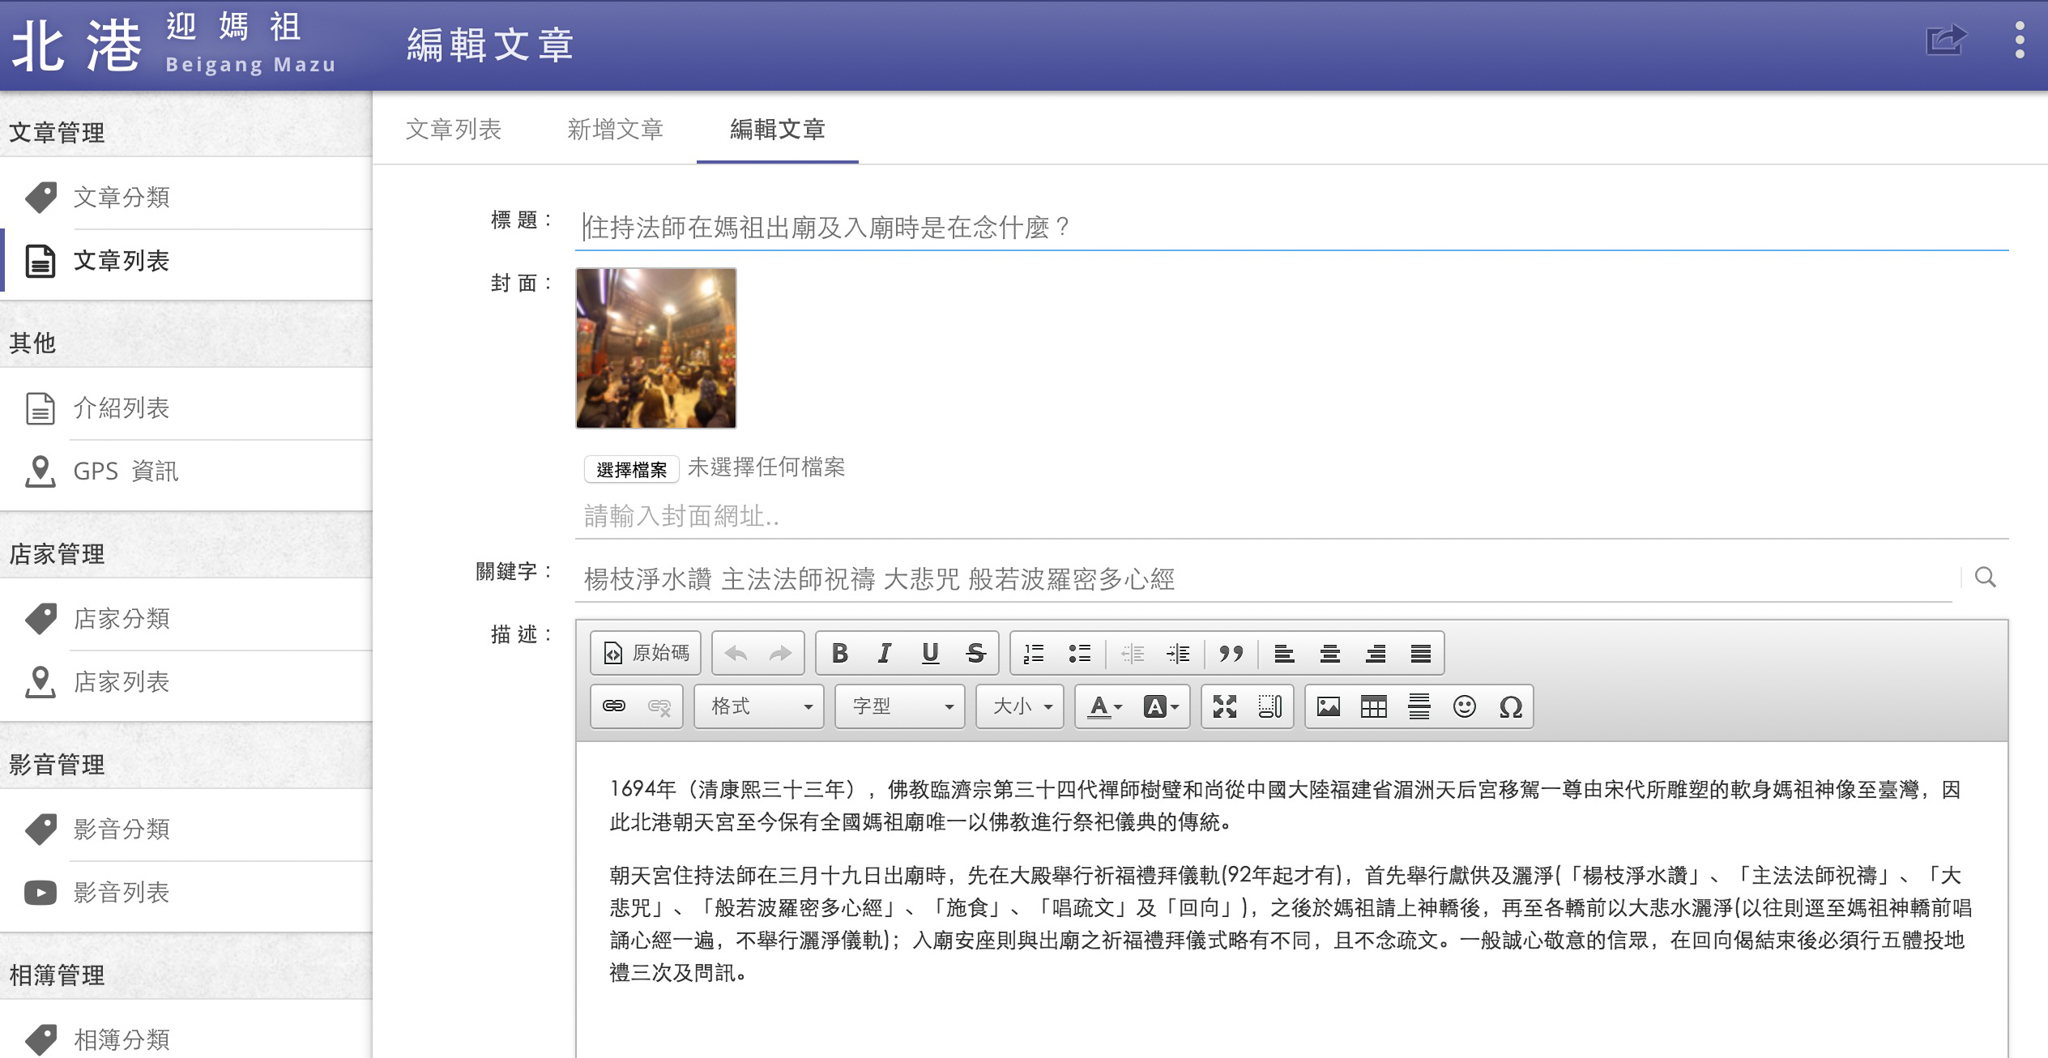 北港 迎媽祖
Beigang Mazu
編輯文章
文章管理
文章分類
文章列表
其他
介紹列表
GPS 資訊
店家管理
店家分類
店家列表
影音管理
影音分類
影音列表
相簿管理
相簿分類
文章列表 新增文章 編輯文章
標題： 住持法師在媽祖出廟及入廟時是在念什麼？
封面：
選擇檔案 未選擇任何檔案
請輸入封面網址..
關鍵字： 楊枝淨水讚 主法法師祝禱 大悲咒 般若波羅密多心經
描述：
原始碼
格式 字型 大小
1694年（清康熙三十三年），佛教臨濟宗第三十四代禪師樹璧和尚從中國大陸福建省湄洲天后宮移駕一尊由宋代所雕塑的軟身媽祖神像至臺灣，因
此北港朝天宮至今保有全國媽祖廟唯一以佛教進行祭祀儀典的傳統。
朝天宮住持法師在三月十九日出廟時，先在大殿舉行祈福禮拜儀軌(92年起才有)，首先舉行獻供及灑淨(「楊枝淨水讚」、「主法法師祝禱」、「大
悲咒」、「般若波羅密多心經」、「施食」、「唱疏文」及「回向」)，之後於媽祖請上神轎後，再至各轎前以大悲水灑淨(以往則逕至媽祖神轎前唱
誦心經一遍，不舉行灑淨儀軌)；入廟安座則與出廟之祈福禮拜儀式略有不同，且不念疏文。一般誠心敬意的信眾，在回向偈結束後必須行五體投地
禮三次及問訊。